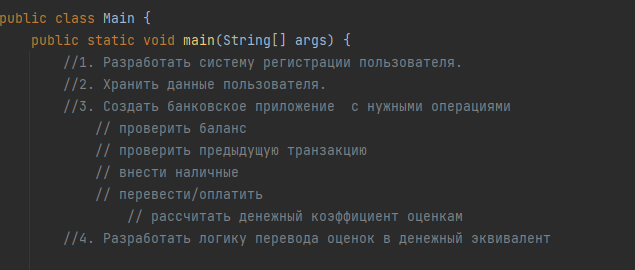 public class Main {
public static void main(String[] args) {
//1. Разработать систему регистрации пользователя.
//2. Хранить данные пользователя.
//3. Создать банковское приложение  с нужными операциями
// проверить баланс
// проверить предыдущую транзакцию
// внести наличные
// перевести/оплатить
// рассчитать денежный коэффициент оценкам
//4. Разработать логику перевода оценок в денежный эквивалент